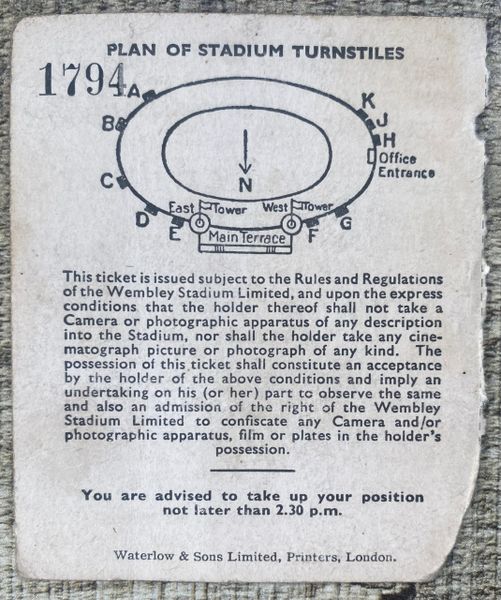 PLAN OF STADIUM TURNSTILES
1794
A
K
B
J
H
Office
Entrance
C
N
East Tower
West Tower
D
G
E
Main Terrace
F
This ticket is issued subject to the Rules and Regulations
of the Wembley Stadium Limited, and upon the express
conditions that the holder thereof shall not take a
Camera or photographic apparatus of any description
into the Stadium, nor shall the holder take any cine-
matograph picture or photograph of any kind. The
possession of this ticket shall constitute an acceptance
by the holder of the above conditions and imply an
undertaking on his (or her) part to observe the same
and also an admission of the right of the Wembley
Stadium Limited to confiscate any Camera and/or
photographic apparatus, film or plates in the holder's
possession.
You are advised to take up your position
not later than 2.30 p.m.
Waterlow & Sons Limited, Printers, London.